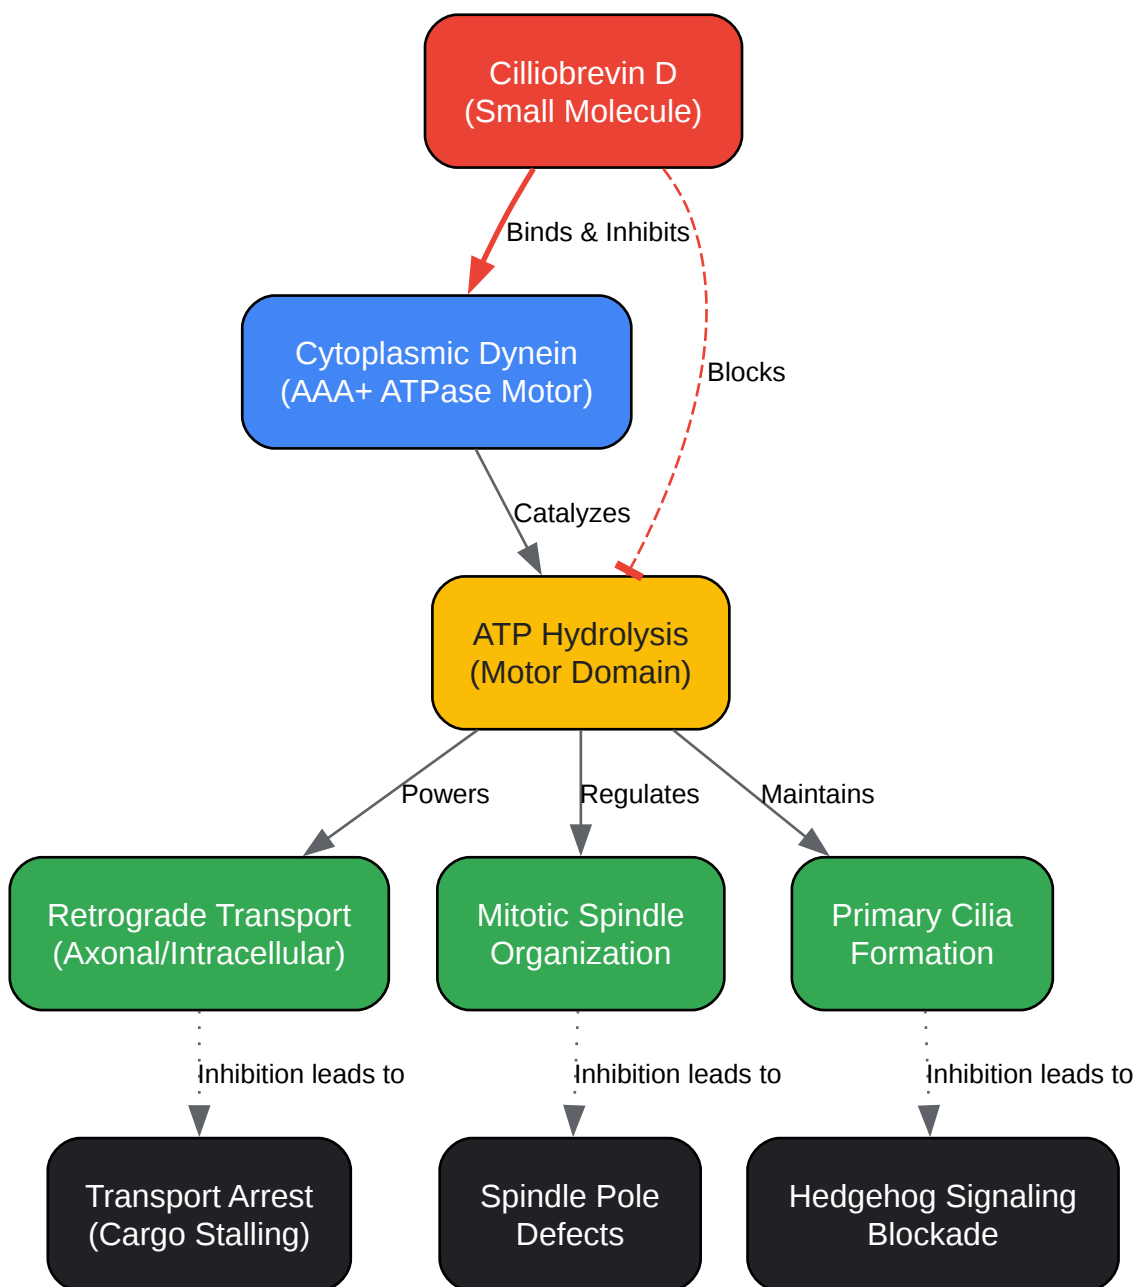 Cilliobrevin D
(Small Molecule)
Binds & Inhibits
Cytoplasmic Dynein
(AAA+ ATPase Motor)
Blocks
Catalyzes
ATP Hydrolysis
(Motor Domain)
Powers
Regulates
Maintains
Retrograde Transport
(Axonal/Intracellular)
Mitotic Spindle
Organization
Primary Cilia
Formation
Inhibition leads to
Inhibition leads to
Inhibition leads to
Transport Arrest
(Cargo Stalling)
Spindle Pole
Defects
Hedgehog Signaling
Blockade